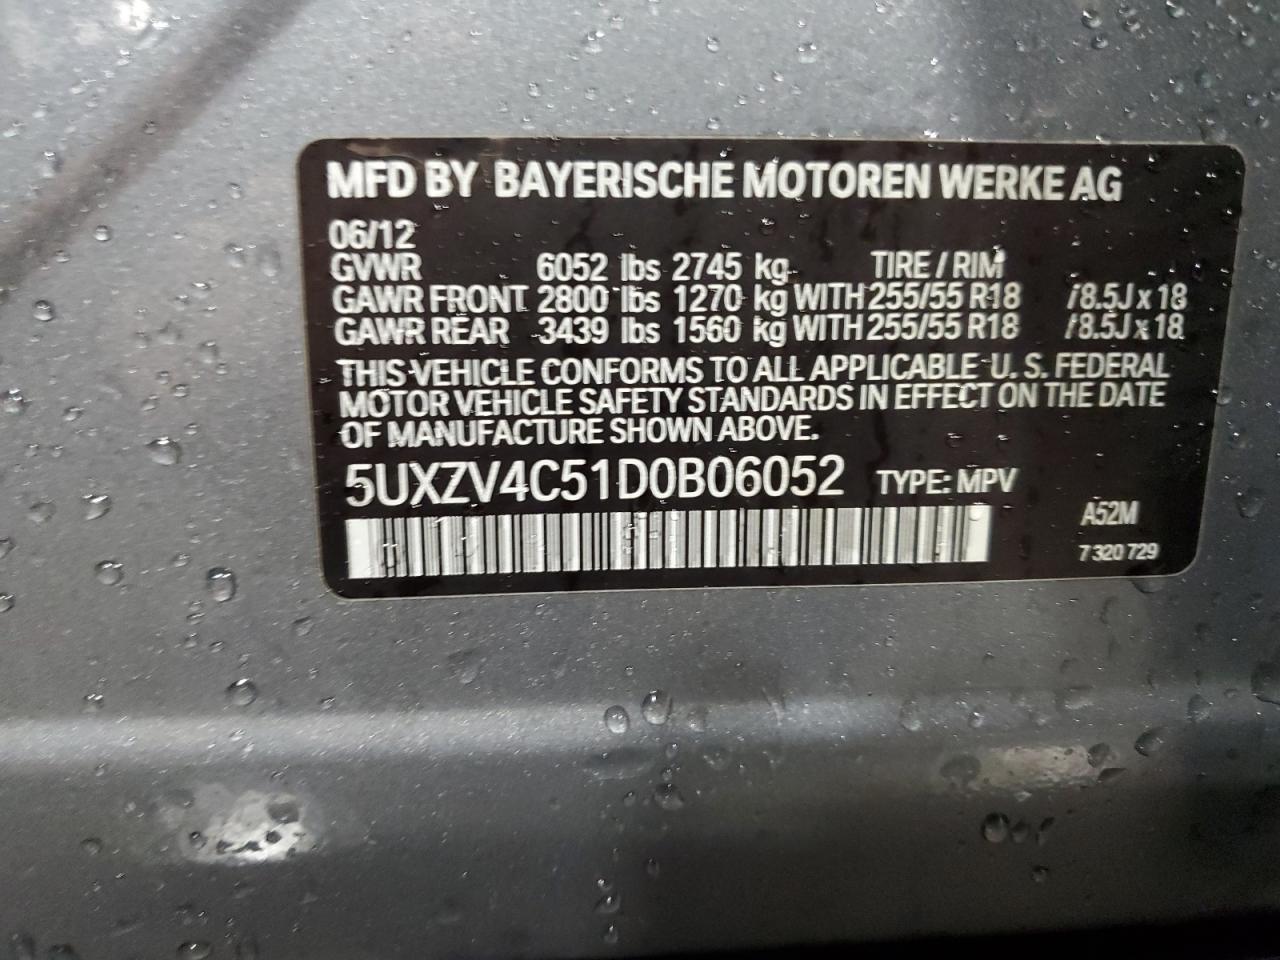 MFD BY BAYERISCHE MOTOREN WERKE AG
06/12
GVWR 6052 lbs 2745 kg TIRE / RIM
GAWR FRONT 2800 lbs 1270 kg WITH 255/55 R18 / 8.5J x 18
GAWR REAR 3439 lbs 1560 kg WITH 255/55 R18 / 8.5J x 18
THIS VEHICLE CONFORMS TO ALL APPLICABLE U. S. FEDERAL
MOTOR VEHICLE SAFETY STANDARDS IN EFFECT ON THE DATE
OF MANUFACTURE SHOWN ABOVE.
5UXZV4C51D0B06052 TYPE: MPV
A52M
7 320 729